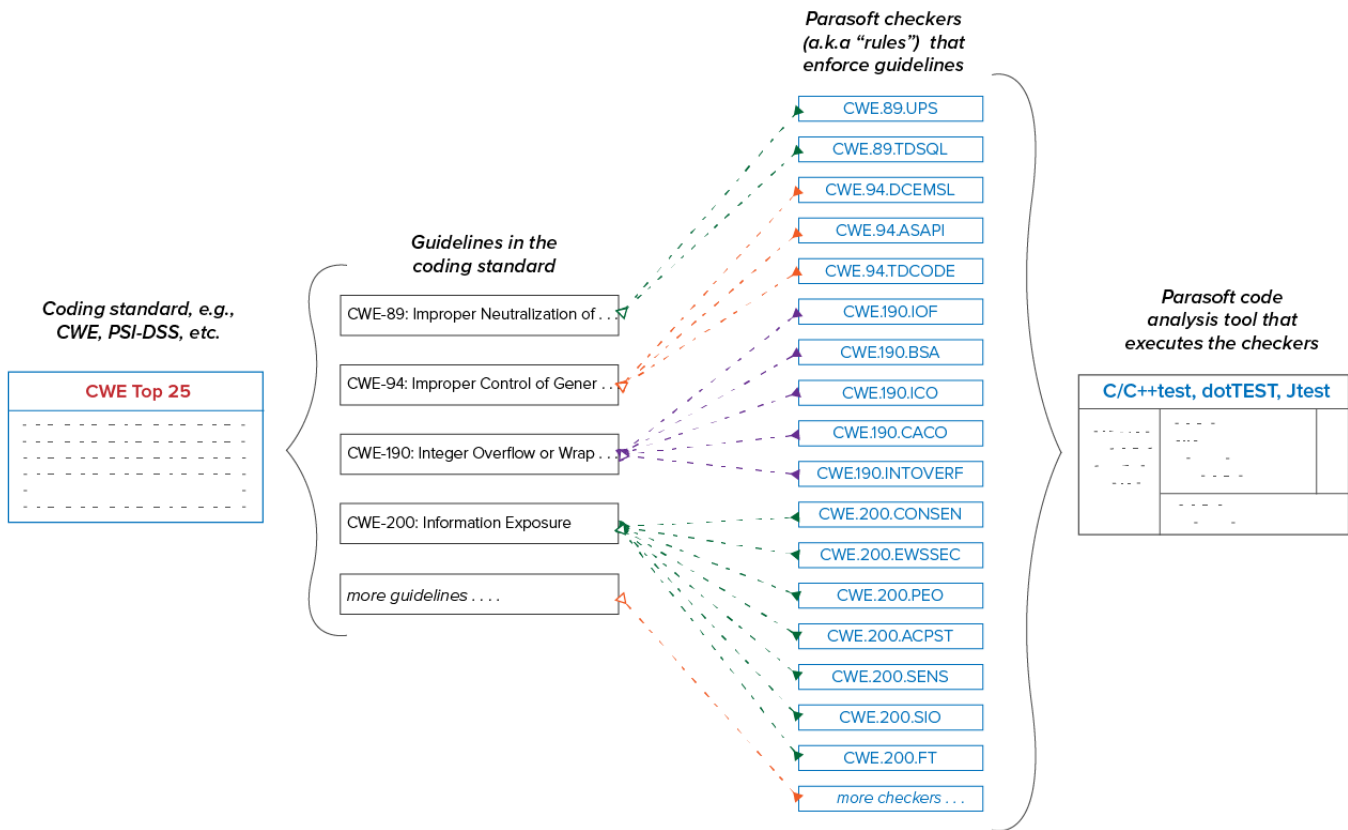 Coding standard, e.g.,
CWE, PSI-DSS, etc.
CWE Top 25
Guidelines in the
coding standard
CWE-89: Improper Neutralization of . . .
CWE-94: Improper Control of Gener . . .
CWE-190: Integer Overflow or Wrap . . .
CWE-200: Information Exposure
more guidelines . . . .
Parasoft checkers
(a.k.a “rules”) that
enforce guidelines
CWE.89.UPS
CWE.89.TDSQL
CWE.94.DCEMSL
CWE.94.ASAPI
CWE.94.TDCODE
CWE.190.IOF
CWE.190.BSA
CWE.190.ICO
CWE.190.CACO
CWE.190.INTOVERF
CWE.200.CONSEN
CWE.200.EWSSEC
CWE.200.PEO
CWE.200.ACPST
CWE.200.SENS
CWE.200.SIO
CWE.200.FT
more checkers . . .
Parasoft code
analysis tool that
executes the checkers
C/C++test, dotTEST, Jtest